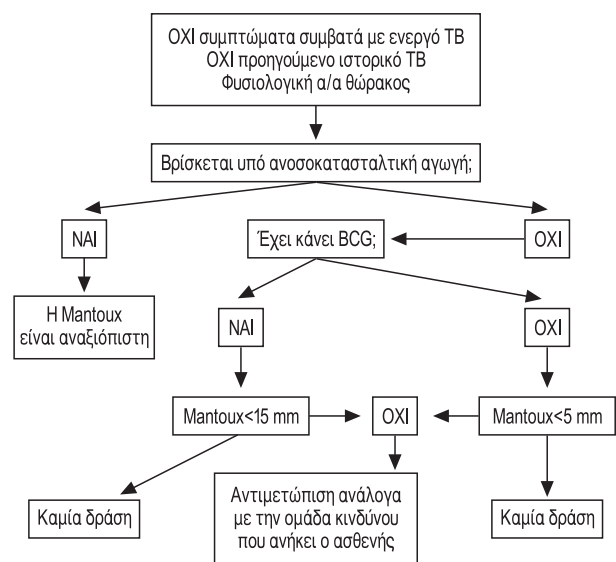 ΟΧΙ συμπτώματα συμβατά με ενεργό ΤΒ
ΟΧΙ προηγούμενο ιστορικό ΤΒ
Φυσιολογική α/α θώρακος
Βρίσκεται υπό ανοσοκατασταλτική αγωγή;
ΝΑΙ
Έχει κάνει BCG;
ΟΧΙ
Η Mantoux
είναι αναξιόπιστη
ΝΑΙ
ΟΧΙ
Mantoux<15 mm
ΟΧΙ
Mantoux<5 mm
Καμία δράση
Αντιμετώπιση ανάλογα
με την ομάδα κινδύνου
που ανήκει ο ασθενής
Καμία δράση